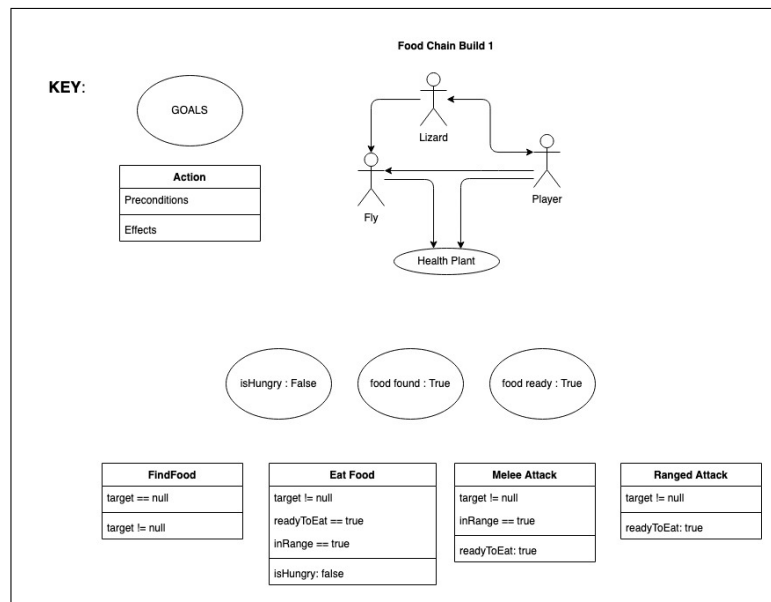 Food Chain Build 1
KEY:
GOALS
Lizard
Action
Preconditions
Effects
Player
Fly
Health Plant
isHungry : False
food found : True
food ready : True
FindFood
target == null
target != null
Eat Food
target != null
readyToEat == true
inRange == true
isHungry: false
Melee Attack
target != null
inRange == true
readyToEat: true
Ranged Attack
target != null
readyToEat: true